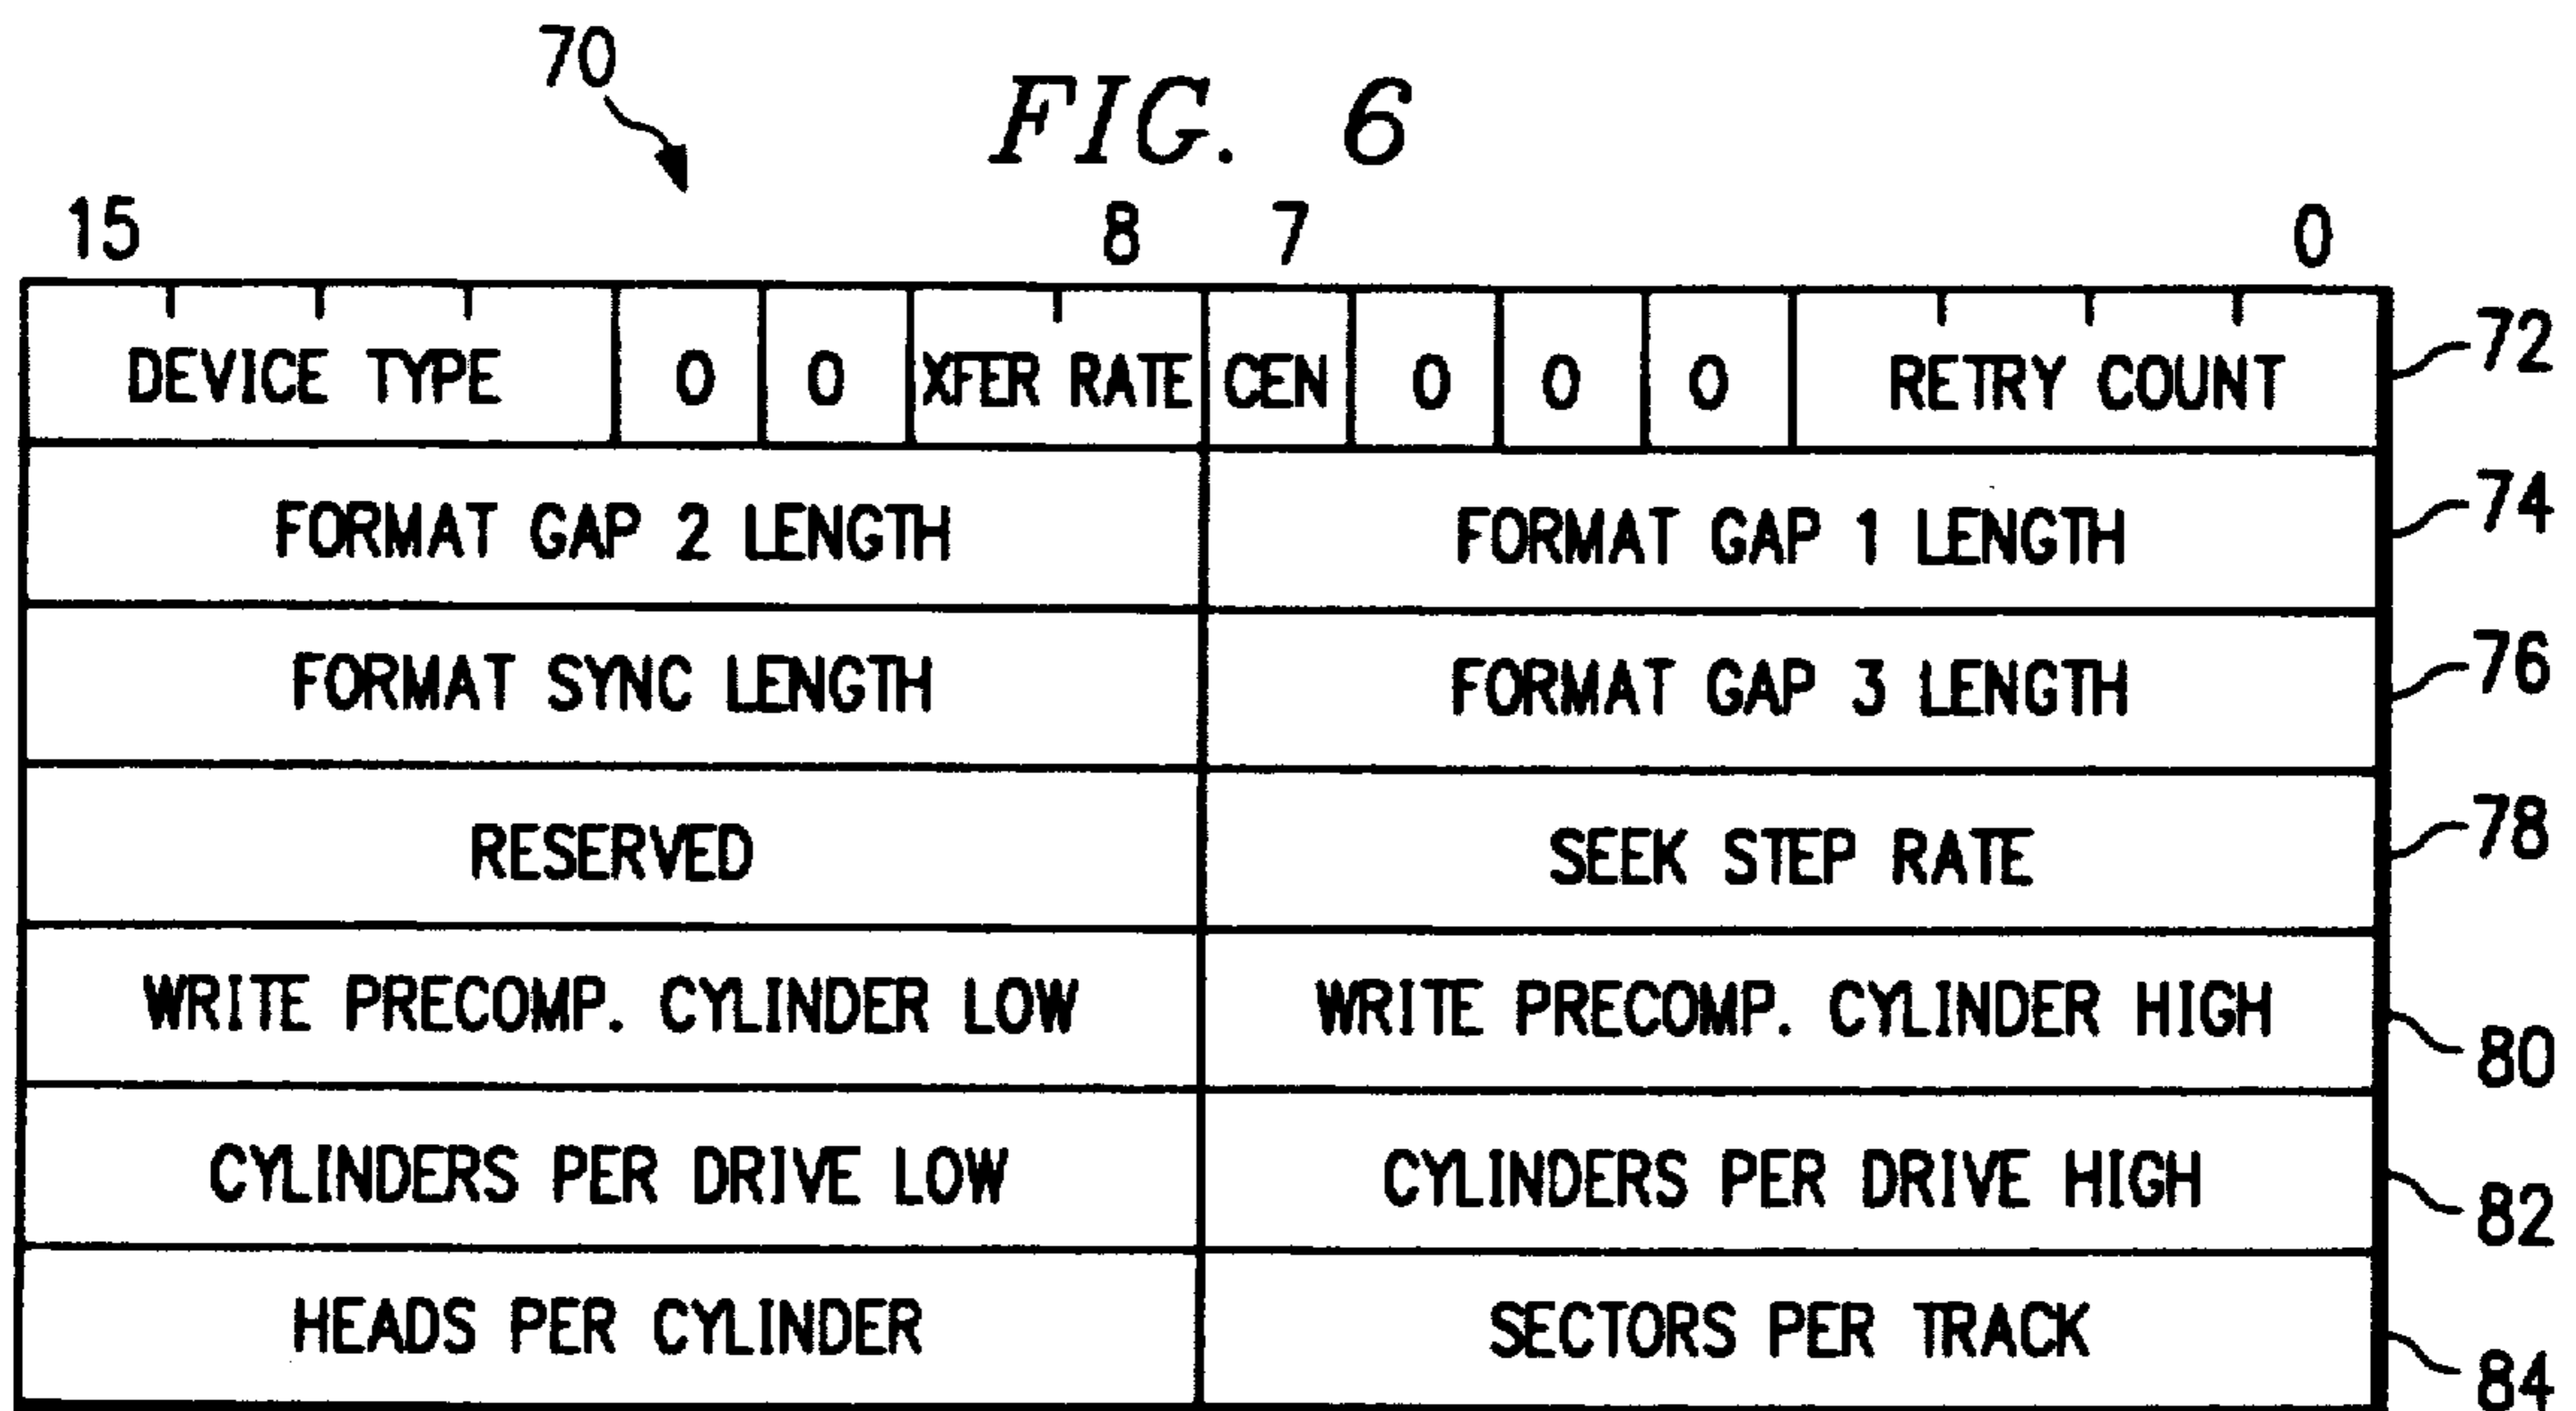 70
FIG. 6
15 8 7 0
DEVICE TYPE 0 0 XFER RATE CEN 0 0 0 RETRY COUNT 72
FORMAT GAP 2 LENGTH FORMAT GAP 1 LENGTH 74
FORMAT SYNC LENGTH FORMAT GAP 3 LENGTH 76
RESERVED SEEK STEP RATE 78
WRITE PRECOMP. CYLINDER LOW WRITE PRECOMP. CYLINDER HIGH 80
CYLINDERS PER DRIVE LOW CYLINDERS PER DRIVE HIGH 82
HEADS PER CYLINDER SECTORS PER TRACK 84